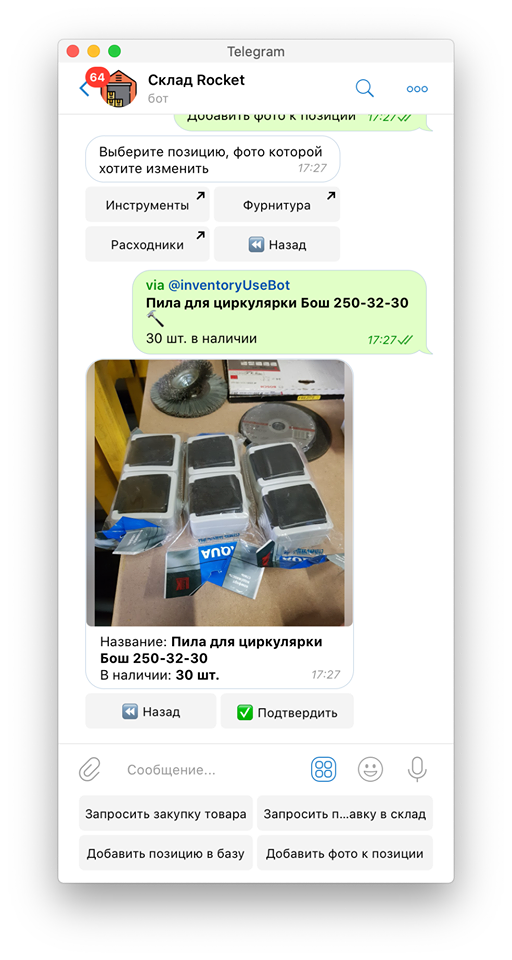 Telegram
64
Склад Rocket
бот
Добавить фото к позиции 17:27
Выберите позицию, фото которой
хотите изменить 17:27
Инструменты
Фурнитура
Расходники
Назад
via @inventoryUseBot
Пила для циркулярки Бош 250-32-30
30 шт. в наличии 17:27
AQUA
Название: Пила для циркулярки
Бош 250-32-30
В наличии: 30 шт. 17:27
Назад
Подтвердить
Сообщение...
Запросить закупку товара
Запросить п...авку в склад
Добавить позицию в базу
Добавить фото к позиции